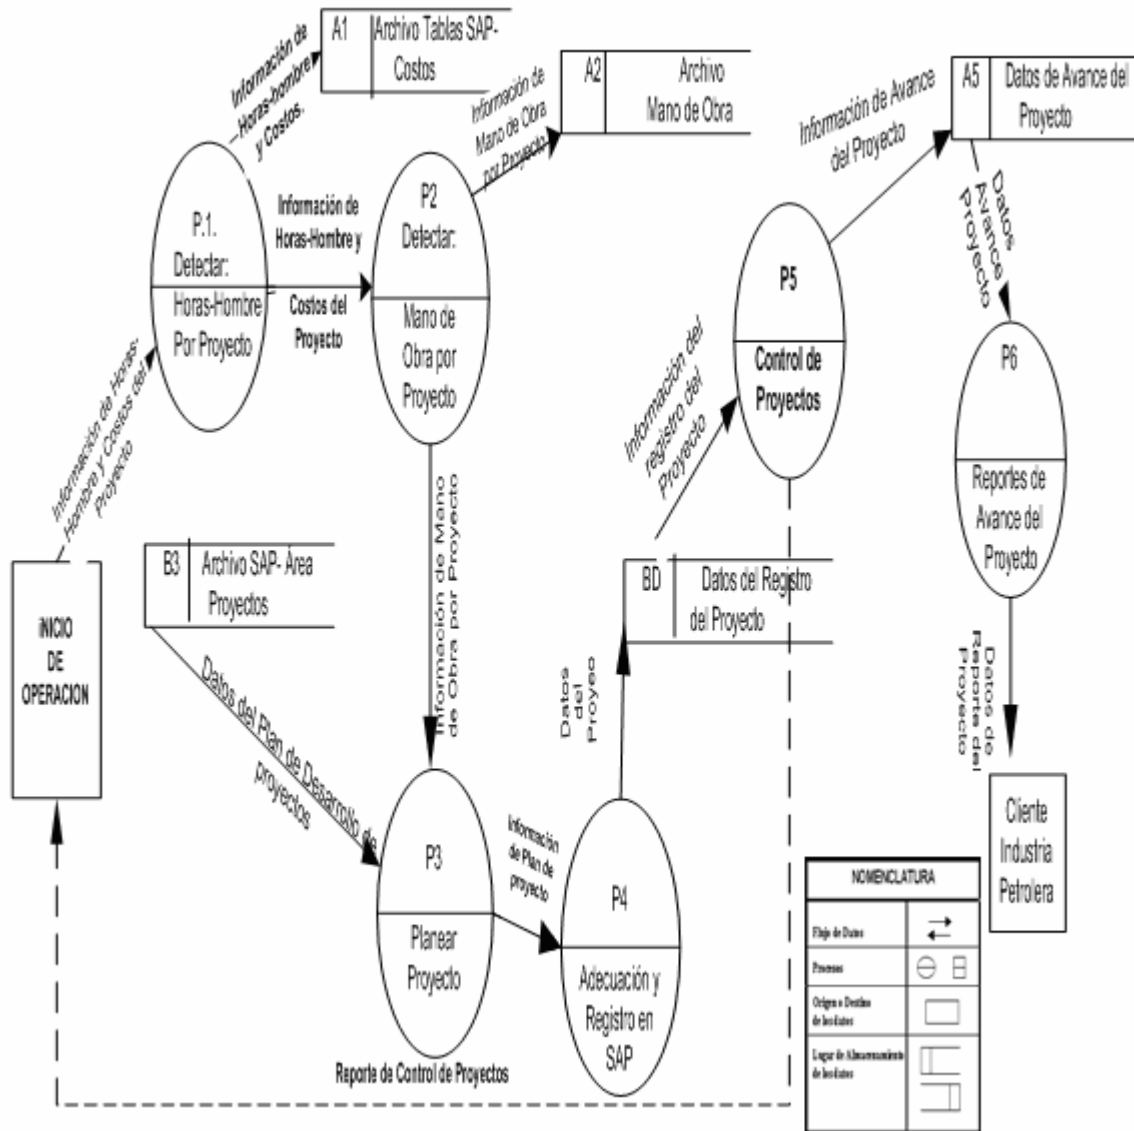 A1
Archivo Tablas SAP-
Costos
Información de
Horas-hombre
y Costos.
A2
Archivo
Mano de Obra
Información de
Mano de Obra
por Proyecto
A5
Datos de Avance del
Proyecto
Información de Avance
del Proyecto
P.1.
Detectar:
Horas-Hombre
Por Proyecto
Información de
Horas-Hombre y
Costos del
Proyecto
P2
Detectar:
Mano de
Obra por
Proyecto
P5
Control de
Proyectos
Datos
Avance
Proyecto
P6
Reportes de
Avance del
Proyecto
Información de Horas-
Hombre y Costos del
Proyecto
Información del
registro del
Proyecto
B3
Archivo SAP- Área
Proyectos
Información de Mano
de Obra por Proyecto
BD
Datos del Registro
del Proyecto
INICIO
DE
OPERACION
Datos del Plan de Desarrollo de
proyectos
Datos
del
Proyeo
Datos de
Reporte del
Proyecto
P3
Planear
Proyecto
Información
de Plan de
proyecto
P4
Adecuación y
Registro en
SAP
Cliente
Industria
Petrolera
Reporte de Control de Proyectos
NOMENCLATURA
Flujo de Datos
Procesos
Origen o Destino
de los datos
Lugar de Almacenamiento
de los datos